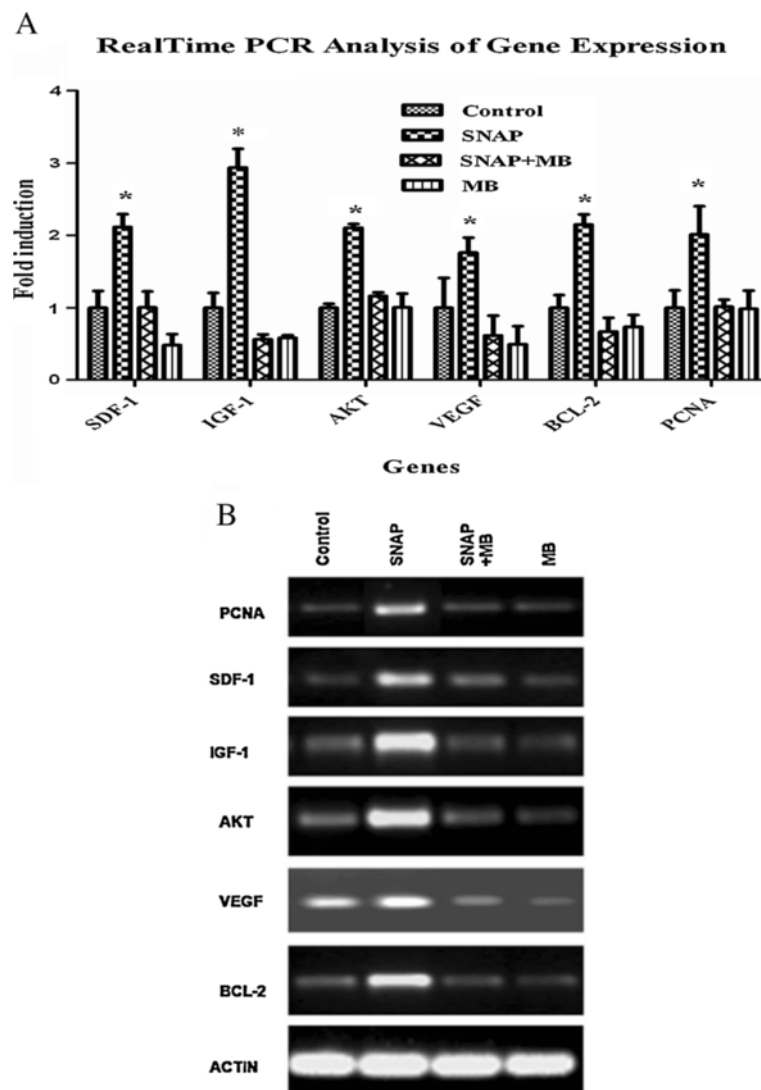 A
RealTime PCR Analysis of Gene Expression
4
3
2
1
0
Fold induction
Control
SNAP
SNAP+MB
MB
*
*
*
*
*
*
SDF-1
IGF-1
AKT
VEGF
BCL-2
PCNA
Genes
B
Control
SNAP
SNAP
+MB
MB
PCNA
SDF-1
IGF-1
AKT
VEGF
BCL-2
ACTIN